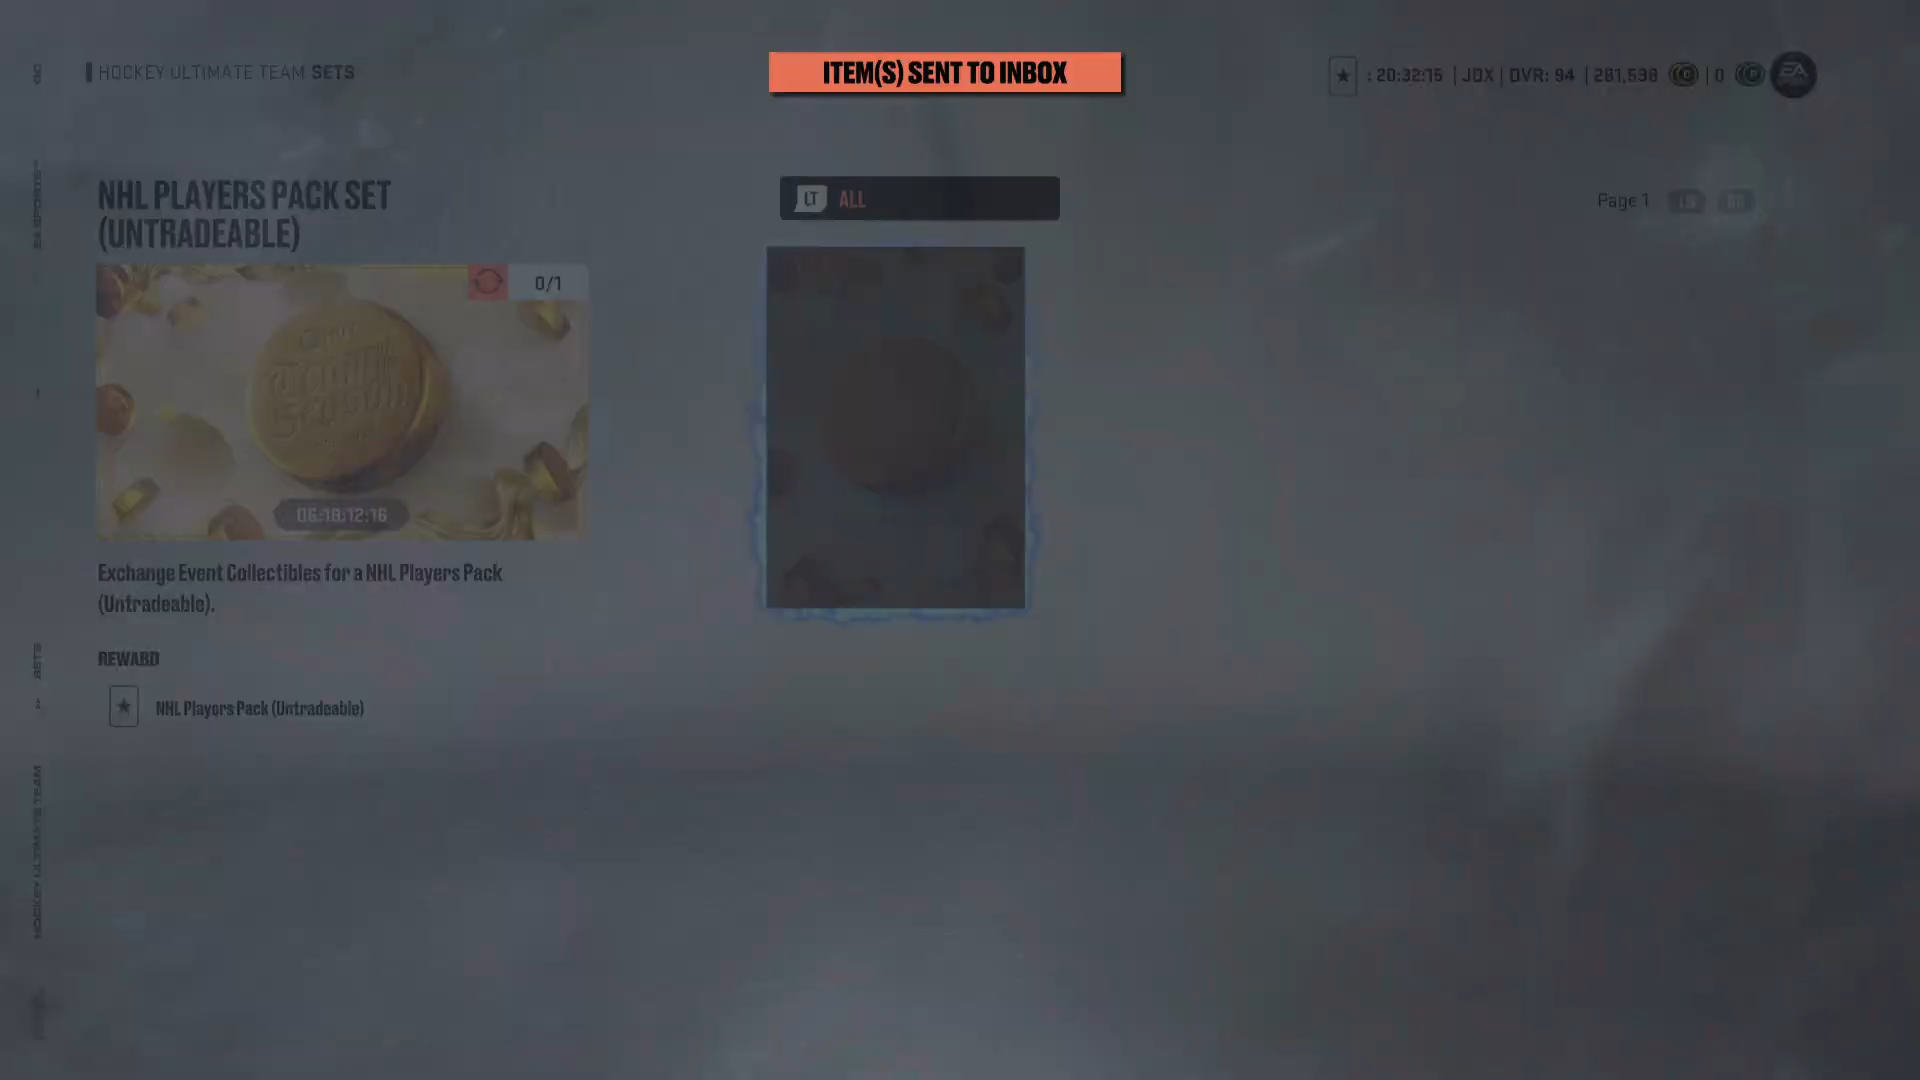 HOCKEY ULTIMATE TEAM SETS
ITEM(S) SENT TO INBOX
: 20:32:15 | JDX | OVR: 94 | 281,538 | 0
EA
NHL PLAYERS PACK SET
(UNTRADEABLE)
LT ALL
Page 1
0/1
06:18:12:16
Exchange Event Collectibles for a NHL Players Pack
(Untradeable).
REWARD
NHL Players Pack (Untradeable)
SETS
HOCKEY ULTIMATE TEAM